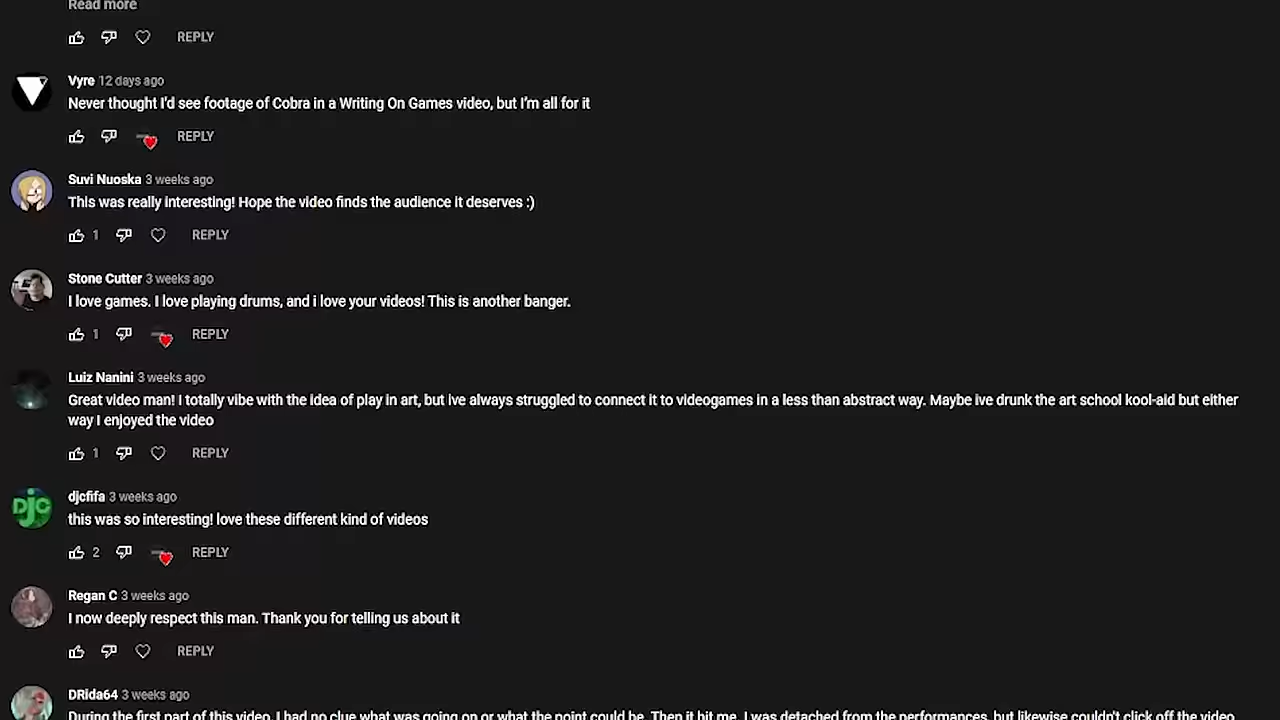 Read more
REPLY
Vyre 12 days ago
Never thought I'd see footage of Cobra in a Writing On Games video, but I'm all for it
REPLY
Suvi Nuoska 3 weeks ago
This was really interesting! Hope the video finds the audience it deserves :)
1 REPLY
Stone Cutter 3 weeks ago
I love games. I love playing drums, and i love your videos! This is another banger.
1 REPLY
Luiz Nanini 3 weeks ago
Great video man! I totally vibe with the idea of play in art, but ive always struggled to connect it to videogames in a less than abstract way. Maybe ive drunk the art school kool-aid but either
way I enjoyed the video
1 REPLY
DJC
djcfifa 3 weeks ago
this was so interesting! love these different kind of videos
2 REPLY
Regan C 3 weeks ago
I now deeply respect this man. Thank you for telling us about it
REPLY
DRida64 3 weeks ago
During the first part of this video, I had no clue what was going on or what the point could be. Then it hit me. I was detached from the performances, but likewise couldn't click off the video.